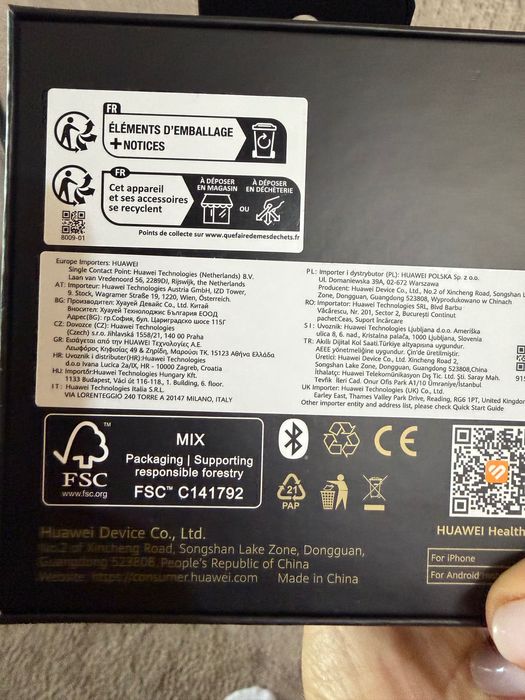 FR
ÉLÉMENTS D'EMBALLAGE
+NOTICES
FR
Cet appareil
et ses accessoires
se recyclent
À DÉPOSER
EN MAGASIN
OU
À DÉPOSER
EN DÉCHÈTERIE
8009-01
Points de collecte sur www.quefairedemesdechets.fr
Europe Importers: HUAWEI
Single Contact Point: Huawei Technologies (Netherlands) B.V.
Laan van Vredenoord 56, 2289DJ, Rijswijk, the Netherlands
AT: Importeur: Huawei Technologies Austria GmbH, IZD Tower,
9. Stock, Wagramer Straße 19, 1220, Wien, Österreich.
BG: Производител: Хуауей Девайс Со., Ltd. Китай
Вносител: Хуауей Технолоджис България ЕООД
Адрес(BG): гр.София, бул. Цариградско шосе 115Г
CZ: Dovozce (CZ): Huawei Technologies
(Czech) s.r.o. Jihlavská 1558/21, 140 00 Praha
GR: Εισάγεται από την HUAWEI Τεχνολογίες Α.Ε.
Λεωφόρος Κηφισίας 49 & Ζηρίδη, Μαρούσι ΤΚ. 15123 Αθήνα Ελλάδα
HR: Uvoznik i distributer(HR):Huawei Technologies
d.o.o Ivana Lucica 2a/IX, HR - 10000 Zagreb, Croatia
HU: Importőr:Huawei Technologies Hungary Kft.
1133 Budapest, Váci út 116-118., 1. Building, 6. floor.
IT: Huawei Technologies Italia S.R.L.
VIA LORENTEGGIO 240 TORRE A 20147 MILANO, ITALY
PL: Importer i dystrybutor (PL): HUAWEI POLSKA Sp. z o.o.
Ul. Domaniewska 39A, 02-672 Warszawa
Producent: Huawei Device Co., Ltd., No.2 of Xincheng Road, Songshan
Zone, Dongguan, Guangdong 523808, Wyprodukowano w Chinach
RO: Importator: Huawei Technologies SRL, Blvd Barbu
Văcărescu, Nr. 201, Sector 2, Bucuresti Continut
pachet:Ceas, Suport încărcare
SI: Uvoznik: Huawei Technologies Ljubljana d.o.o. Ameriška
ulica 8, 6. nad., Kristalna palača, 1000 Ljubljana, Slovenija
TR: Akıllı Dijital Kol Saati.Türkiye altyapısına uygundur.
AEEE yönetmeliğine uygundur. Çin'de üretilmiştir.
Üretici: Huawei Device Co., Ltd. No.2 of Xincheng Road,
Songshan Lake Zone, Dongguan, Guangdong 523808,China
İthalatçı: Huawei Telekomünikasyon Dış Tic. Ltd. Şti. Saray Mah.
Tevfik İleri Cad. Onur Ofis Park A1/10 Ümraniye/İstanbul
UK Importer: Huawei Technologies (UK) Co., Ltd.
Earley East, Thames Valley Park Drive, Reading, RG6 1PT, United Kingdom
Other importer entity and address list, please check Quick Start Guide
915
FSC
www.fsc.org
MIX
Packaging | Supporting
responsible forestry
FSC™ C141792
21
PAP
CE
HUAWEI Health
For iPhone
For Android
Huawei Device Co., Ltd.
No.2 of Xincheng Road, Songshan Lake Zone, Dongguan,
Guangdong 523808, People's Republic of China
Website: https://consumer.huawei.com Made in China